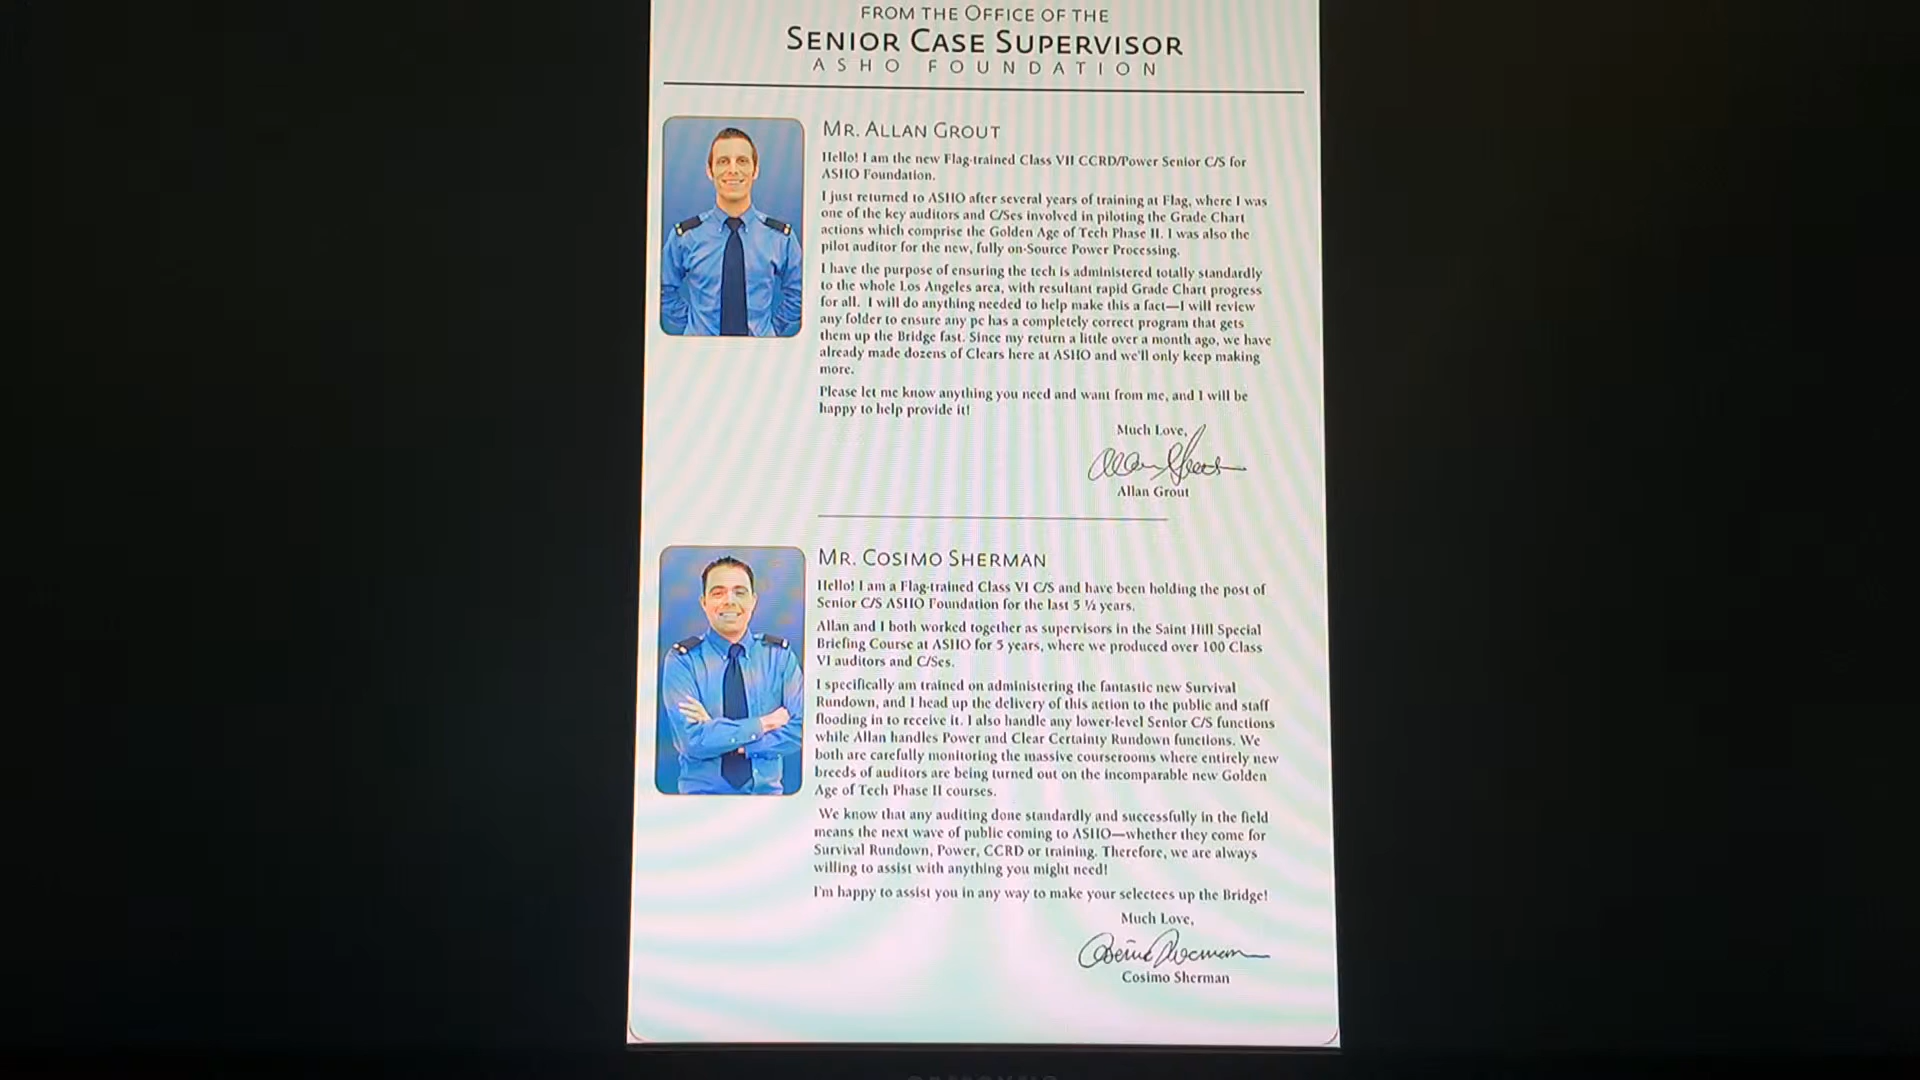 FROM THE OFFICE OF THE
SENIOR CASE SUPERVISOR
ASHO FOUNDATION
MR. ALLAN GROUT
Hello! I am the new Flag-trained Class VII CCRD/Power Senior C/S for
ASHO Foundation.
I just returned to ASHO after several years of training at Flag, where I was
one of the key auditors and C/Ses involved in piloting the Grade Chart
actions which comprise the Golden Age of Tech Phase II. I was also the
pilot auditor for the new, fully on-Source Power Processing.
I have the purpose of ensuring the tech is administered totally standardly
to the whole Los Angeles area, with resultant rapid Grade Chart progress
for all. I will do anything needed to help make this a fact—I will review
any folder to ensure any pc has a completely correct program that gets
them up the Bridge fast. Since my return a little over a month ago, we have
already made dozens of Clears here at ASHO and we'll only keep making
more.
Please let me know anything you need and want from me, and I will be
happy to help provide it!
Much Love,
Allan Grout
MR. COSIMO SHERMAN
Hello! I am a Flag-trained Class VI C/S and have been holding the post of
Senior C/S ASHO Foundation for the last 5 ½ years.
Allan and I both worked together as supervisors in the Saint Hill Special
Briefing Course at ASHO for 5 years, where we produced over 100 Class
VI auditors and C/Ses.
I specifically am trained on administering the fantastic new Survival
Rundown, and I head up the delivery of this action to the public and staff
flooding in to receive it. I also handle any lower-level Senior C/S functions
while Allan handles Power and Clear Certainty Rundown functions. We
both are carefully monitoring the massive courserooms where entirely new
breeds of auditors are being turned out on the incomparable new Golden
Age of Tech Phase II courses.
We know that any auditing done standardly and successfully in the field
means the next wave of public coming to ASHO—whether they come for
Survival Rundown, Power, CCRD or training. Therefore, we are always
willing to assist with anything you might need!
I'm happy to assist you in any way to make your selectees up the Bridge!
Much Love,
Cosimo Sherman